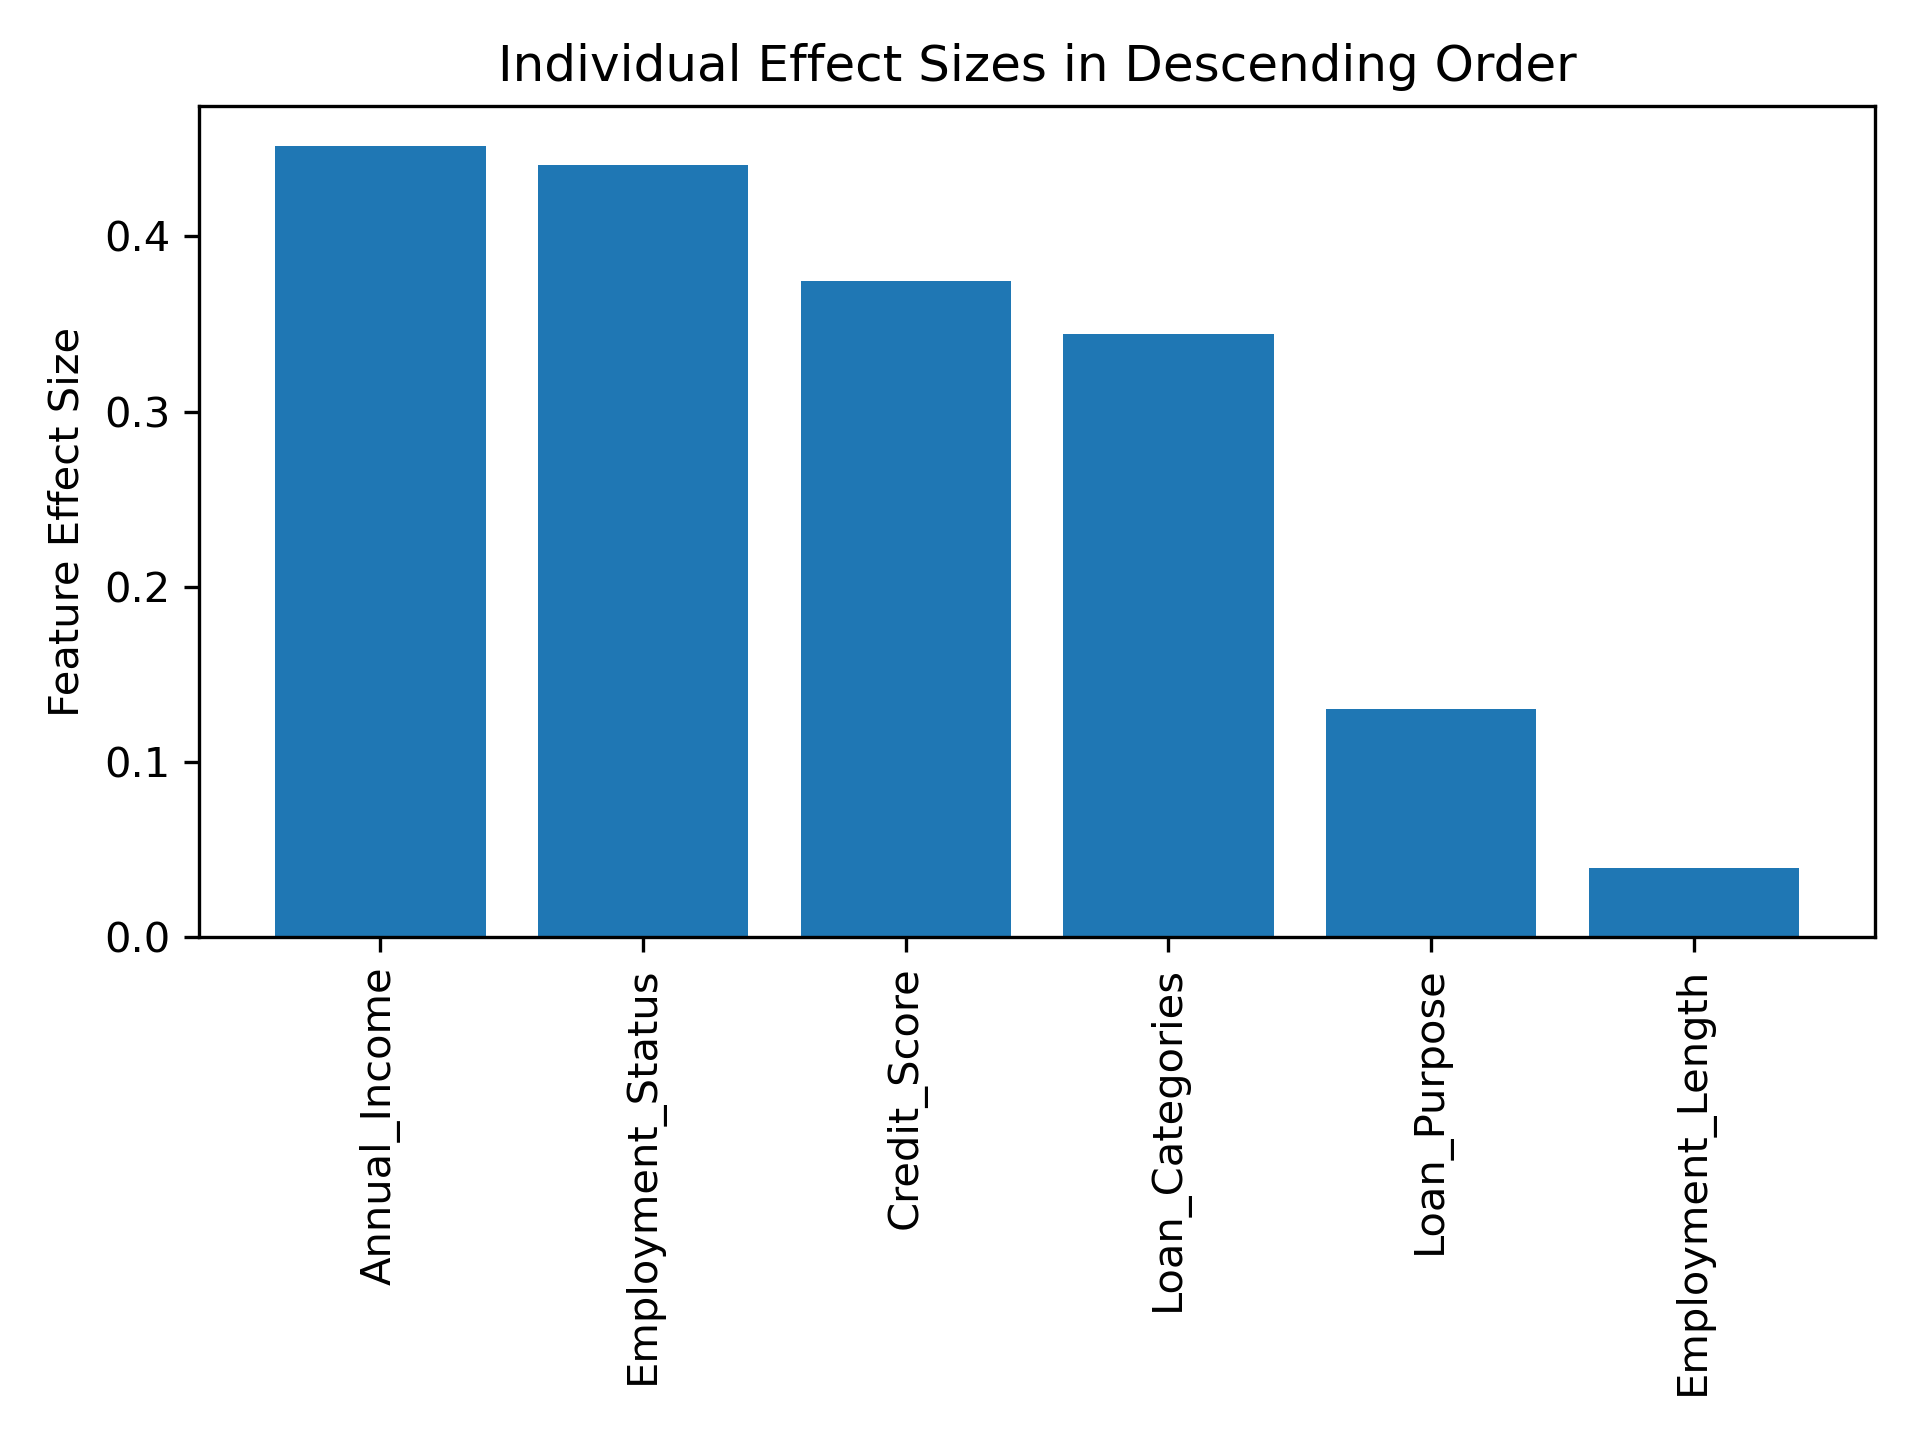 Individual Effect Sizes in Descending Order
Feature Effect Size
0.4
0.3
0.2
0.1
0.0
Annual_Income
Employment_Status
Credit_Score
Loan_Categories
Loan_Purpose
Employment_Length